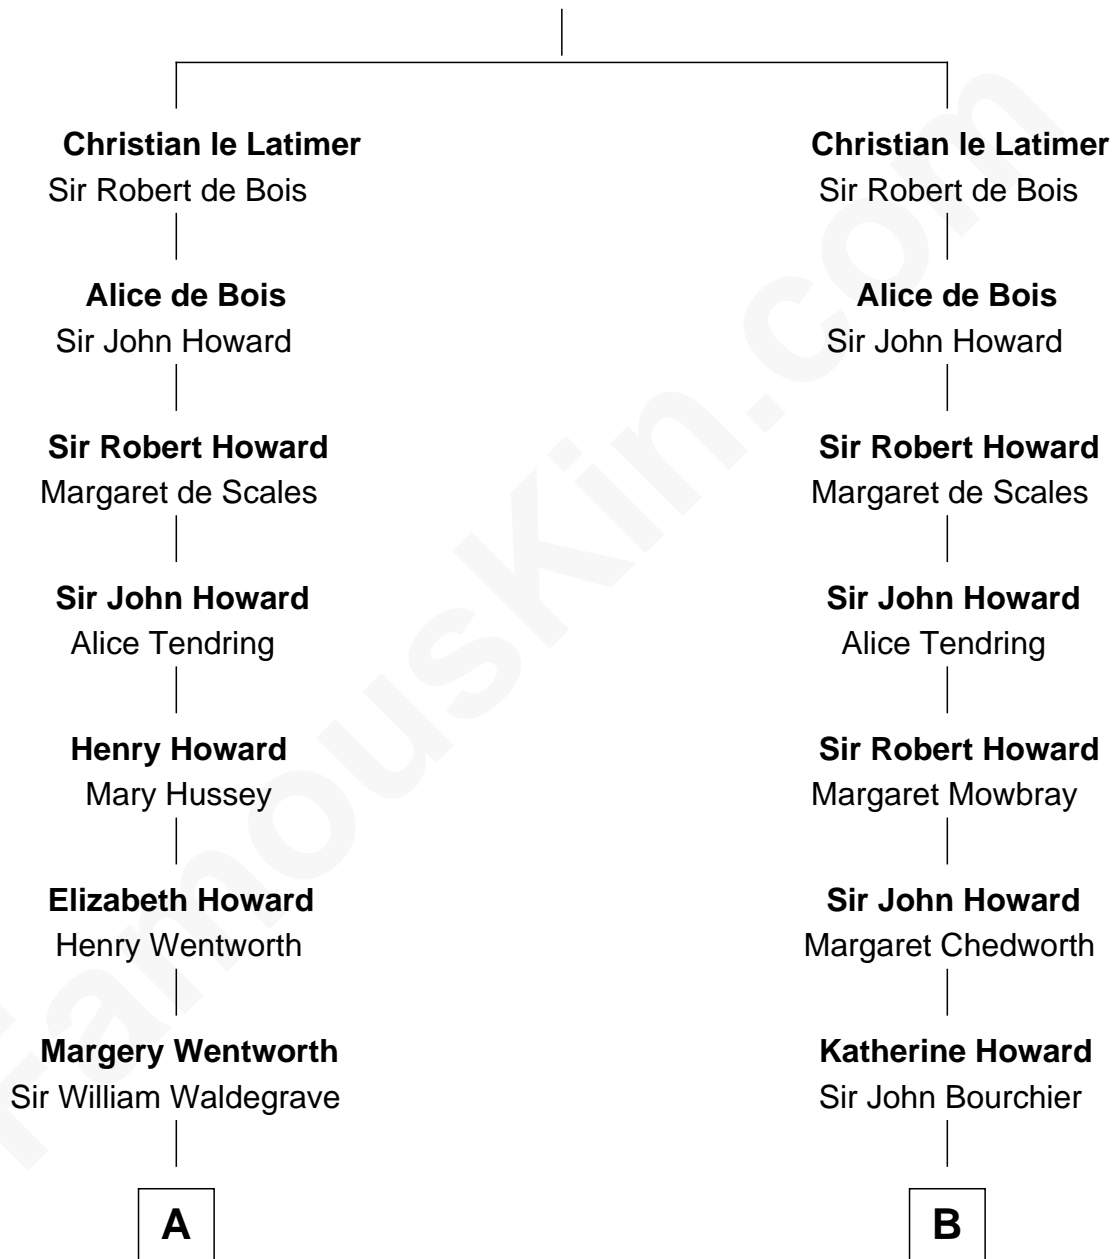 Christian le Latimer
Sir Robert de Bois
Alice de Bois
Sir John Howard
Sir Robert Howard
Margaret de Scales
Sir John Howard
Alice Tendring
Henry Howard
Mary Hussey
Elizabeth Howard
Henry Wentworth
Margery Wentworth
Sir William Waldegrave
A
Christian le Latimer
Sir Robert de Bois
Alice de Bois
Sir John Howard
Sir Robert Howard
Margaret de Scales
Sir John Howard
Alice Tendring
Sir Robert Howard
Margaret Mowbray
Sir John Howard
Margaret Chedworth
Katherine Howard
Sir John Bourchier
B
FamousKin.com